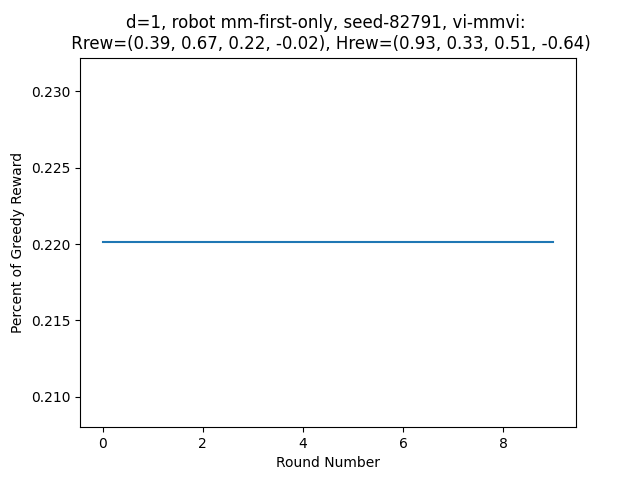 d=1, robot mm-first-only, seed-82791, vi-mmvi:
Rrew=(0.39, 0.67, 0.22, -0.02), Hrew=(0.93, 0.33, 0.51, -0.64)
0.230
0.225
0.220
0.215
0.210
Percent of Greedy Reward
0 2 4 6 8
Round Number